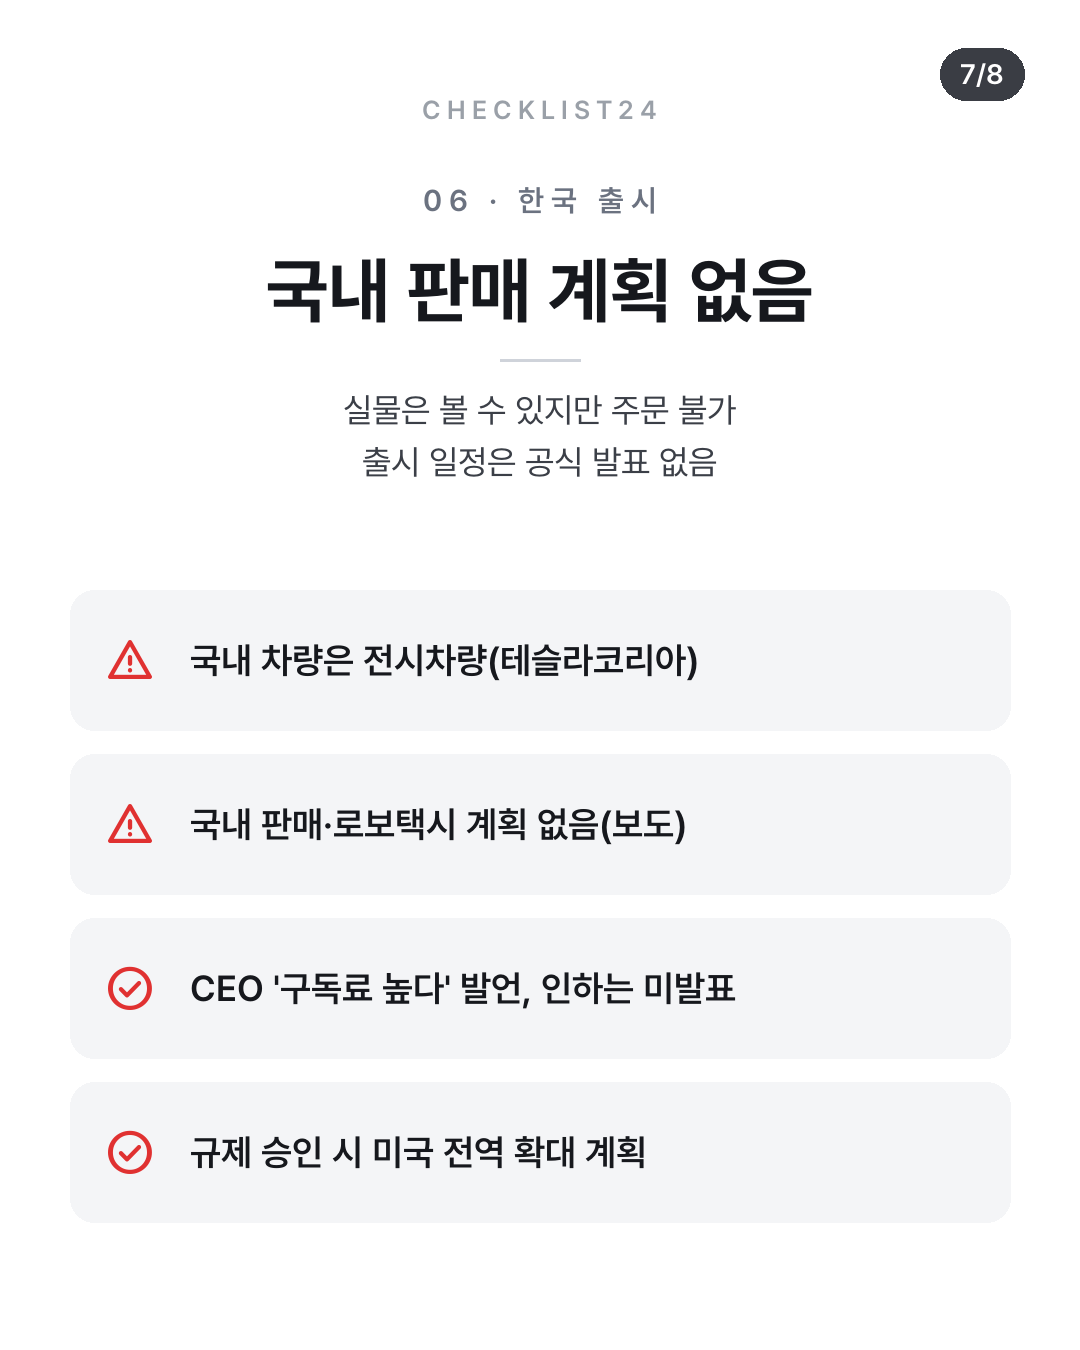 7/8
CHECKLIST24
06 · 한국 출시
국내 판매 계획 없음
실물은 볼 수 있지만 주문 불가
출시 일정은 공식 발표 없음
국내 차량은 전시차량(테슬라코리아)
국내 판매·로보택시 계획 없음(보도)
CEO '구독료 높다' 발언, 인하는 미발표
규제 승인 시 미국 전역 확대 계획